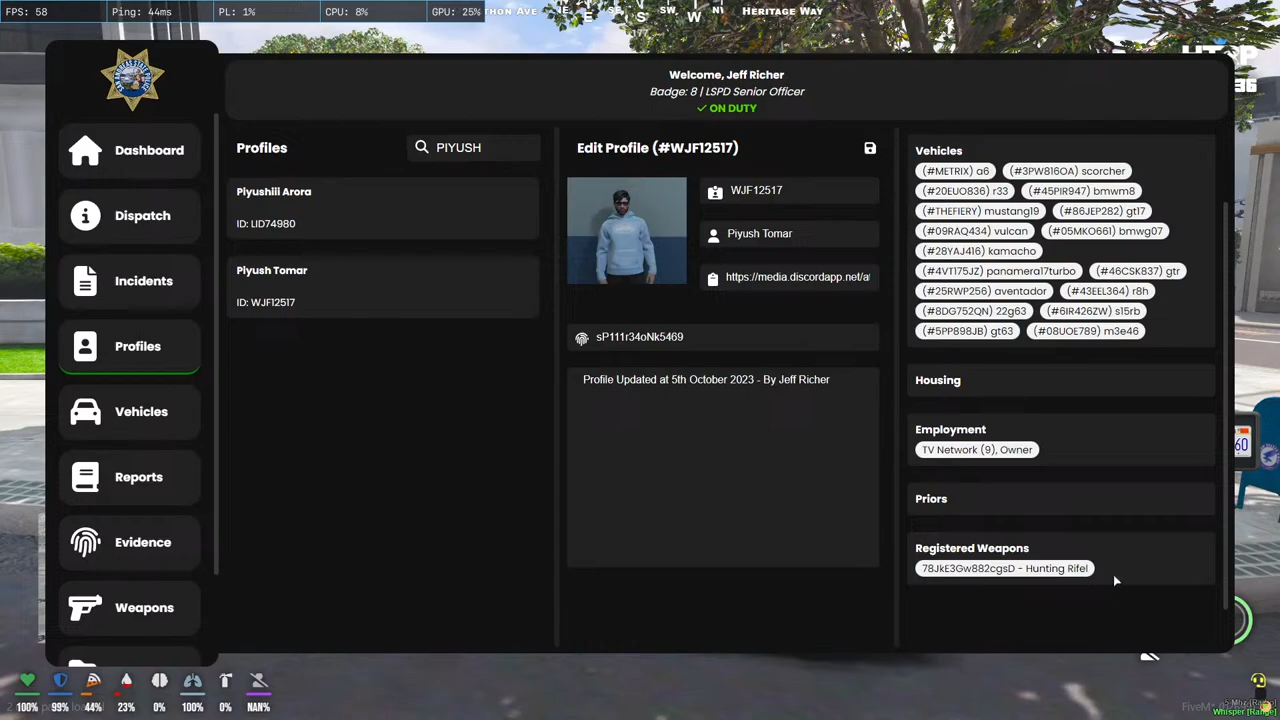 FPS: 58
Ping: 44ms
PL: 1%
CPU: 8%
GPU: 25%
SW
W
Heritage Way
Welcome, Jeff Richer
Badge: 8 | LSPD Senior Officer
ON DUTY
Dashboard
Dispatch
Incidents
Profiles
Vehicles
Reports
Evidence
Weapons
Profiles
PIYUSH
Piyushiii Arora
ID: LID74980
Piyush Tomar
ID: WJF12517
Edit Profile (#WJF12517)
WJF12517
Piyush Tomar
https://media.discordapp.net/a
sP111r34oNk5469
Profile Updated at 5th October 2023 - By Jeff Richer
Vehicles
(#METRIX) a6 (#3PW816OA) scorcher
(#20EUO836) r33 (#45PIR947) bmwm8
(#THEFIERY) mustang19 (#86JEP282) gt17
(#09RAQ434) vulcan (#05MKO661) bmwg07
(#28YAJ416) kamacho
(#4V1175JZ) panamera17turbo (#46CSK837) gtr
(#25RWP256) aventador (#43EEL364) r8h
(#8DG752QN) 22g63 (#6IR426ZW) s15rb
(#5PP898JB) gt63 (#08UOE789) m3e46
Housing
Employment
TV Network (9), Owner
Priors
Registered Weapons
78JkE3Gw882cgsD - Hunting Rifel
60
100%
99%
44%
23%
0%
100%
0%
NAN%
Whisper [Range]